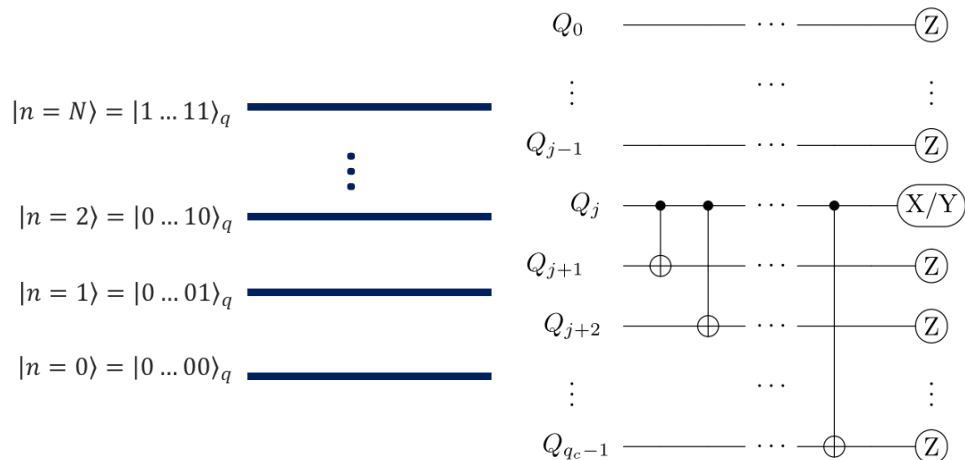 |n = N⟩ = |1 ... 11⟩_q
⋮
|n = 2⟩ = |0 ... 10⟩_q
|n = 1⟩ = |0 ... 01⟩_q
|n = 0⟩ = |0 ... 00⟩_q
Q_0 ⋯ Z
⋮ ⋯ ⋮
Q_{j−1} ⋯ Z
Q_j ⋯ X/Y
Q_{j+1} ⋯ Z
Q_{j+2} ⋯ Z
⋮ ⋯ ⋮
Q_{q_c−1} ⋯ Z